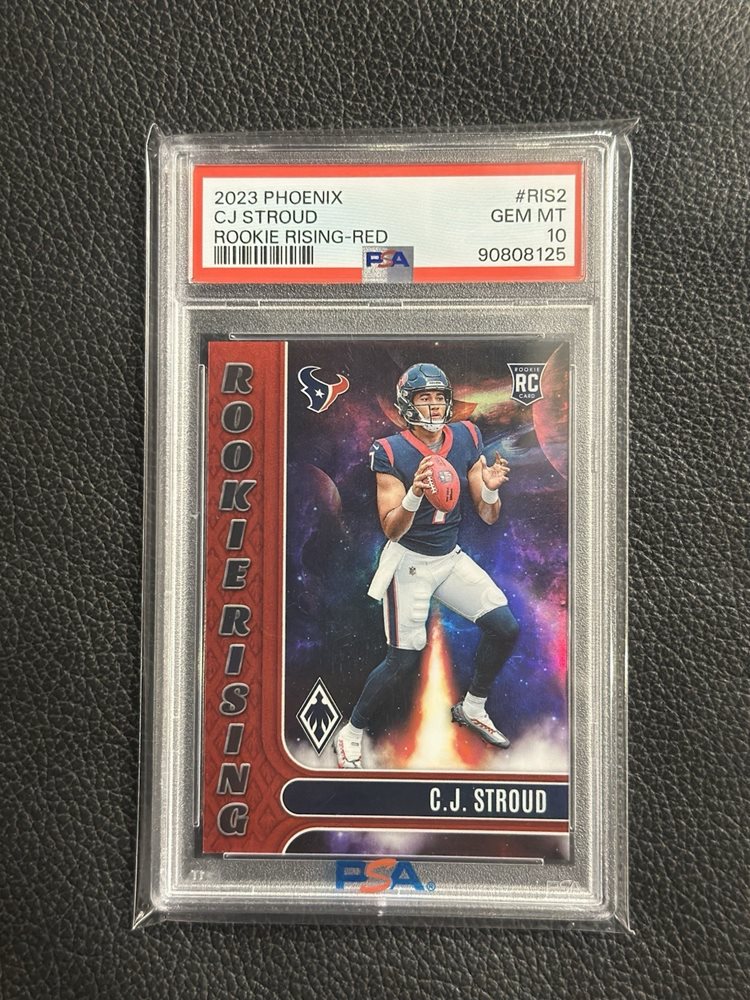 2023 PHOENIX #RIS2
CJ STROUD GEM MT
ROOKIE RISING-RED 10
PSA 90808125
ROOKIE RISING
ROOKIE
RC
CARD
7
C.J. STROUD
PSA